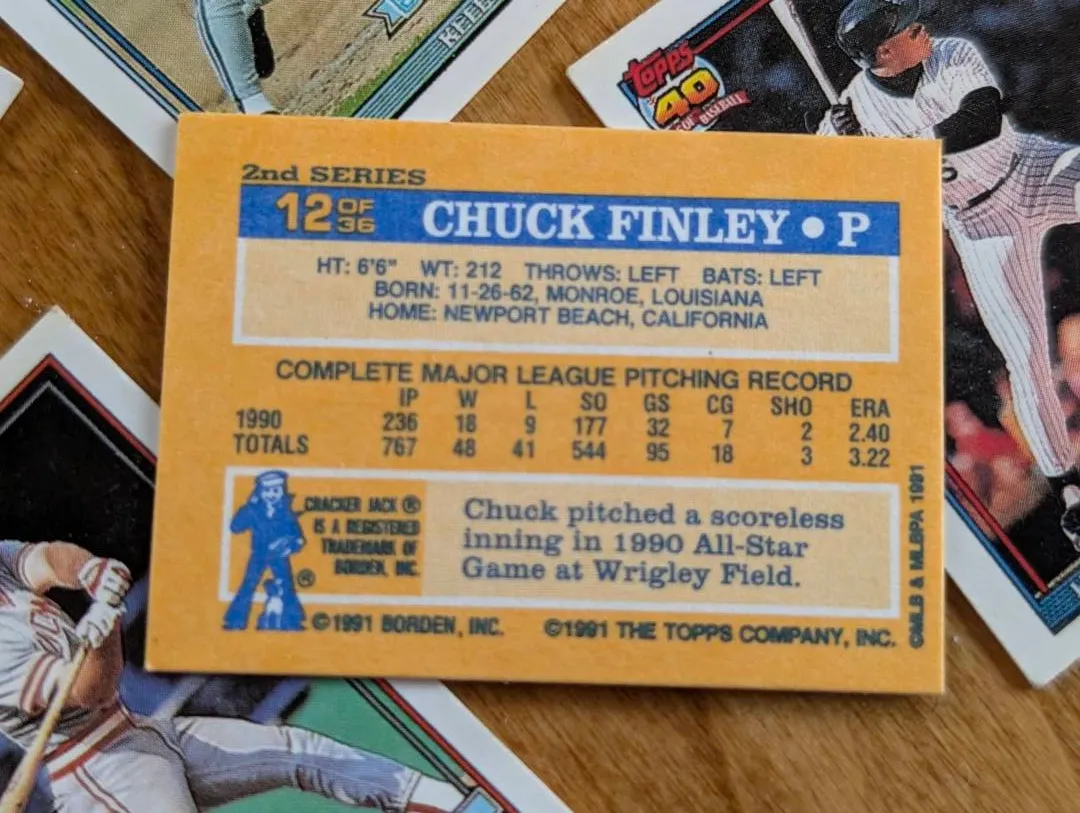 KEE
topps
40
OF BASEBALL
2nd SERIES
12 OF 36 CHUCK FINLEY • P
HT: 6'6" WT: 212 THROWS: LEFT BATS: LEFT
BORN: 11-26-62, MONROE, LOUISIANA
HOME: NEWPORT BEACH, CALIFORNIA
COMPLETE MAJOR LEAGUE PITCHING RECORD
IP W L SO GS CG SHO ERA
1990 236 18 9 177 32 7 2 2.40
TOTALS 767 48 41 544 95 18 3 3.22
CRACKER JACK ®
IS A REGISTERED
TRADEMARK OF
BORDEN, INC.
®
Chuck pitched a scoreless
inning in 1990 All-Star
Game at Wrigley Field.
©1991 BORDEN, INC. ©1991 THE TOPPS COMPANY, INC.
©MLB & MLBPA 1991